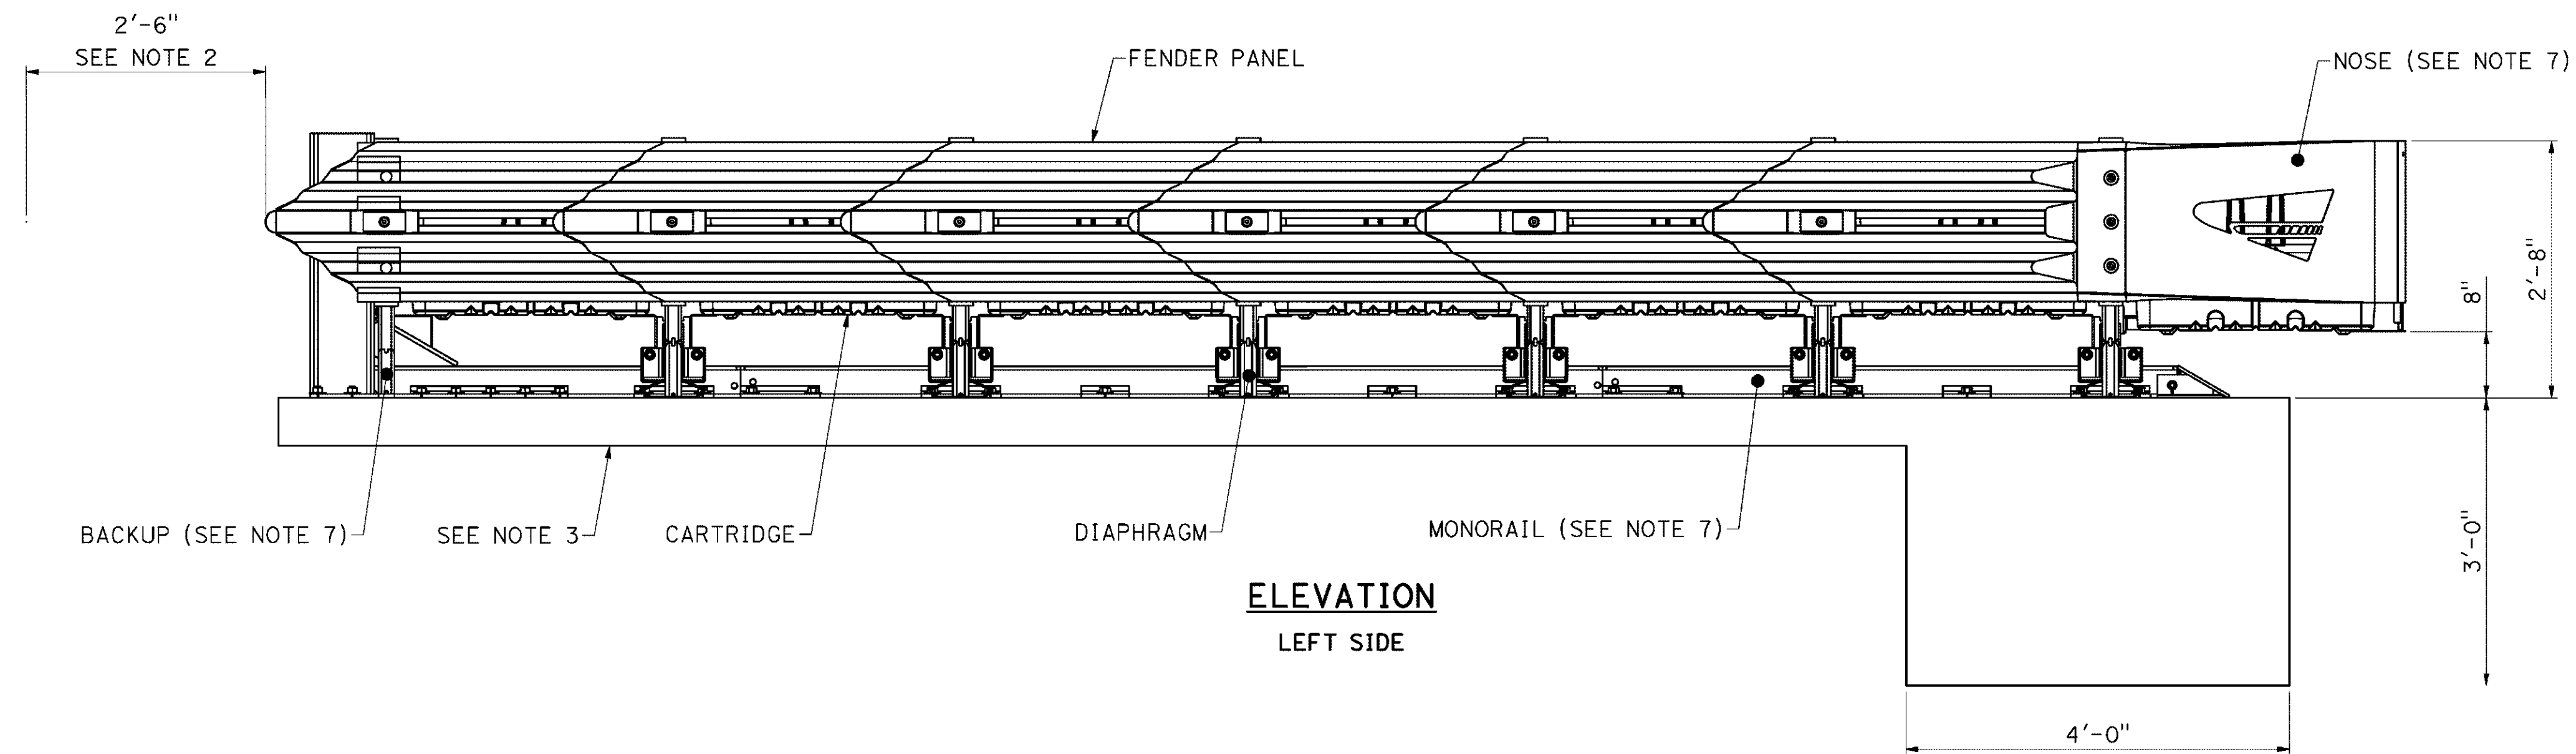 2'-6"
SEE NOTE 2
FENDER PANEL
NOSE (SEE NOTE 7)
8"
2'-8"
BACKUP (SEE NOTE 7)
SEE NOTE 3
CARTRIDGE
DIAPHRAGM
MONORAIL (SEE NOTE 7)
3'-0"
ELEVATION
LEFT SIDE
4'-0"